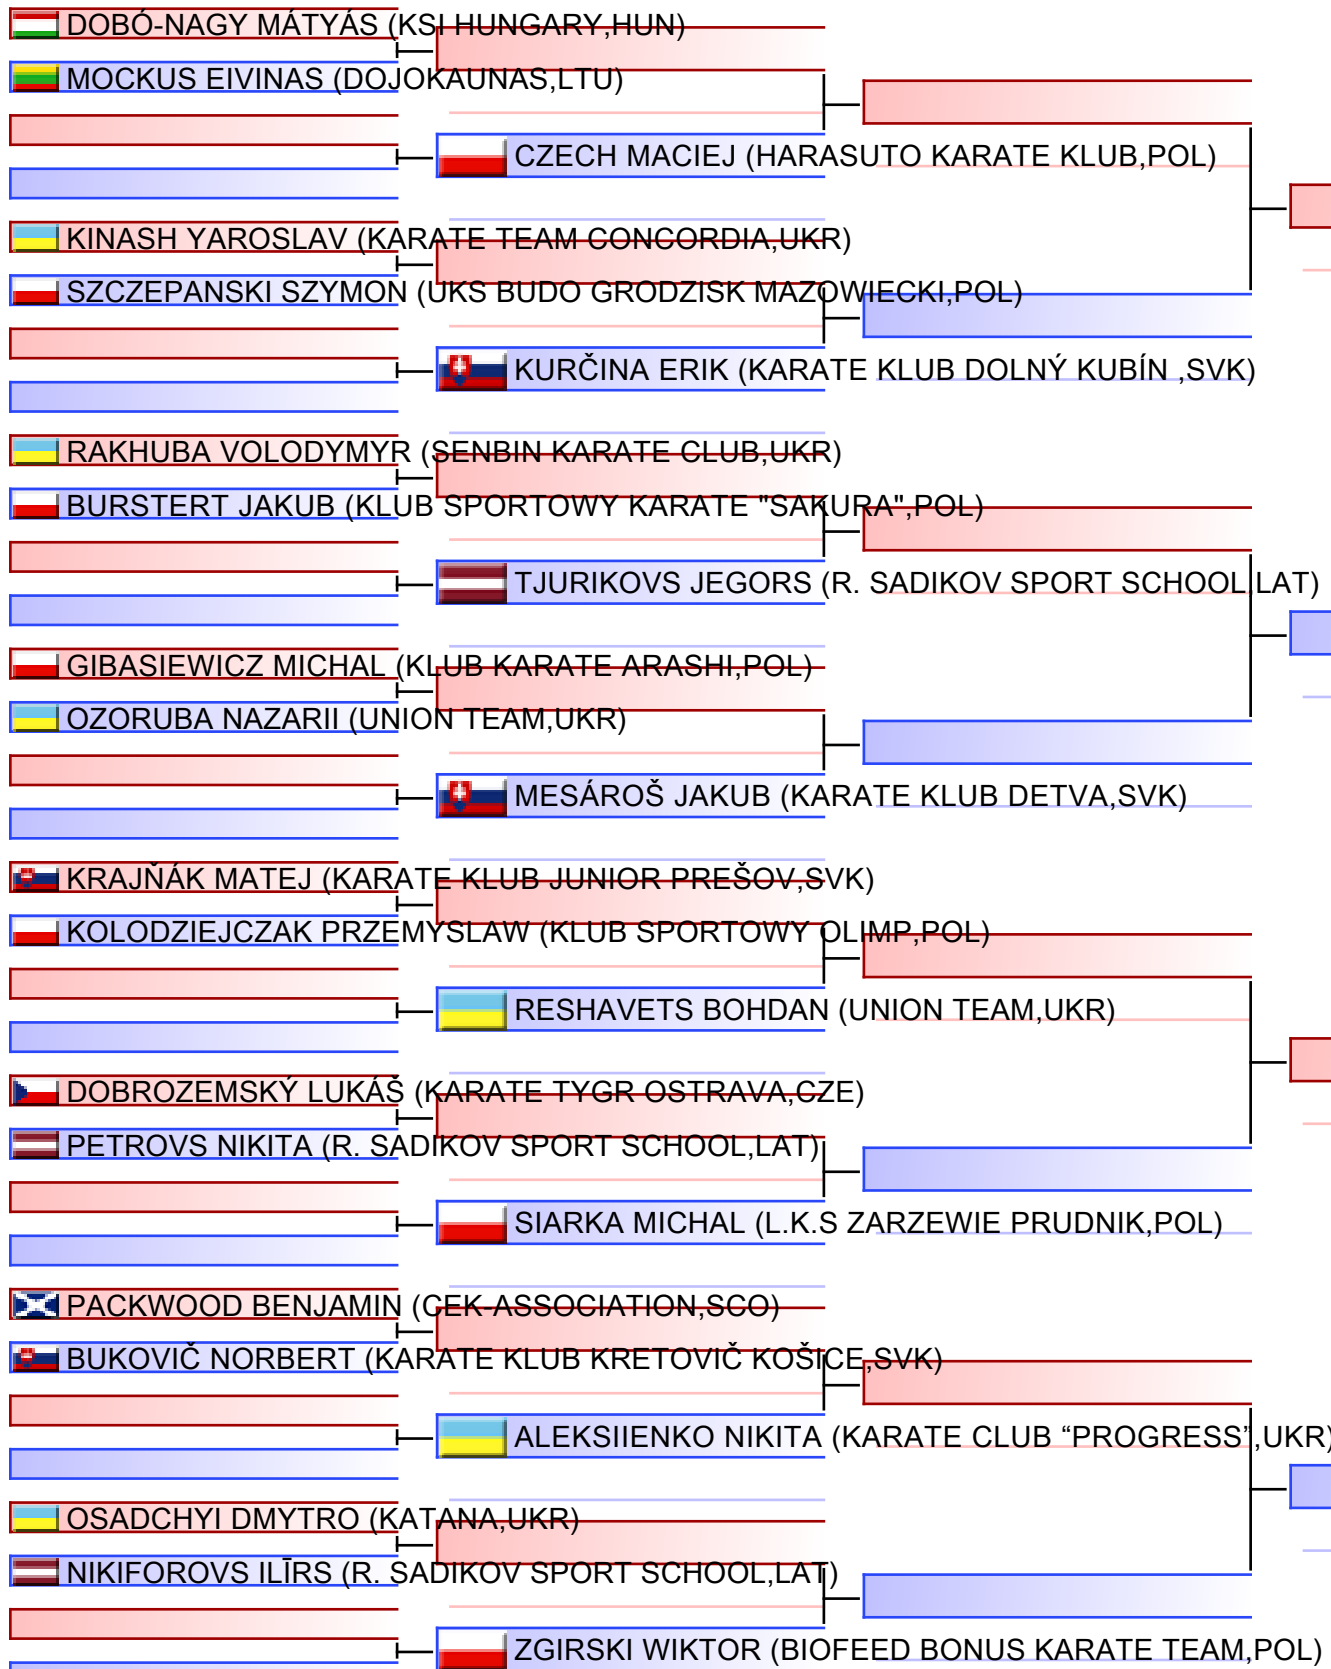 DOBÓ-NAGY MÁTYÁS (KSI HUNGARY,HUN)
MOCKUS EIVINAS (DOJOKAUNAS,LTU)
CZECH MACIEJ (HARASUTO KARATE KLUB,POL)
KINASH YAROSLAV (KARATE TEAM CONCORDIA,UKR)
SZCZEPANSKI SZYMON (UKS BUDO GRODZISK MAZOWIECKI,POL)
KURČINA ERIK (KARATE KLUB DOLNÝ KUBÍN ,SVK)
RAKHUBA VOLODYMYR (SENBIN KARATE CLUB,UKR)
BURSTERT JAKUB (KLUB SPORTOWY KARATE "SAKURA",POL)
TJURIKOVS JEGORS (R. SADIKOV SPORT SCHOOL,LAT)
GIBASIEWICZ MICHAL (KLUB KARATE ARASHI,POL)
OZORUBA NAZARII (UNION TEAM,UKR)
MESÁROŠ JAKUB (KARATE KLUB DETVA,SVK)
KRAJŇÁK MATEJ (KARATE KLUB JUNIOR PREŠOV,SVK)
KOLODZIEJCZAK PRZEMYSLAW (KLUB SPORTOWY OLIMP,POL)
RESHAVETS BOHDAN (UNION TEAM,UKR)
DOBROZEMSKÝ LUKÁŠ (KARATE TYGR OSTRAVA,CZE)
PETROVS NIKITA (R. SADIKOV SPORT SCHOOL,LAT)
SIARKA MICHAL (L.K.S ZARZEWIE PRUDNIK,POL)
PACKWOOD BENJAMIN (CEK-ASSOCIATION,SCO)
BUKOVIČ NORBERT (KARATE KLUB KRETOVIČ KOŠICE,SVK)
ALEKSIIENKO NIKITA (KARATE CLUB “PROGRESS”,UKR)
OSADCHYI DMYTRO (KATANA,UKR)
NIKIFOROVS ILĪRS (R. SADIKOV SPORT SCHOOL,LAT)
ZGIRSKI WIKTOR (BIOFEED BONUS KARATE TEAM,POL)